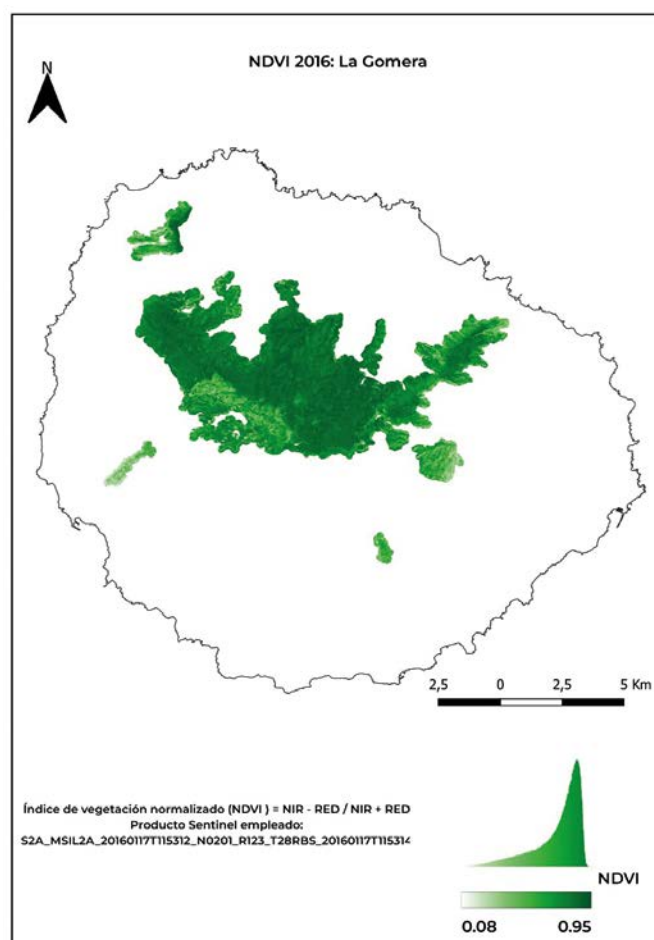 NDVI 2016: La Gomera
N
2,5 0 2,5 5 Km
Índice de vegetación normalizado (NDVI ) = NIR - RED / NIR + RED
Producto Sentinel empleado:
S2A_MSIL2A_20160117T115312_N0201_R123_T28RBS_20160117T115314
NDVI
0.08 0.95